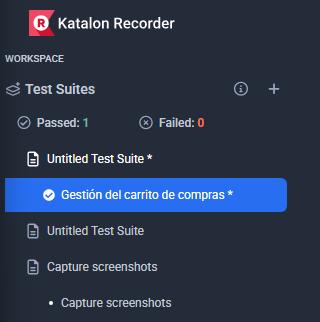 Katalon Recorder
WORKSPACE
Test Suites
Passed: 1 Failed: 0
Untitled Test Suite *
Gestión del carrito de compras *
Untitled Test Suite
Capture screenshots
Capture screenshots